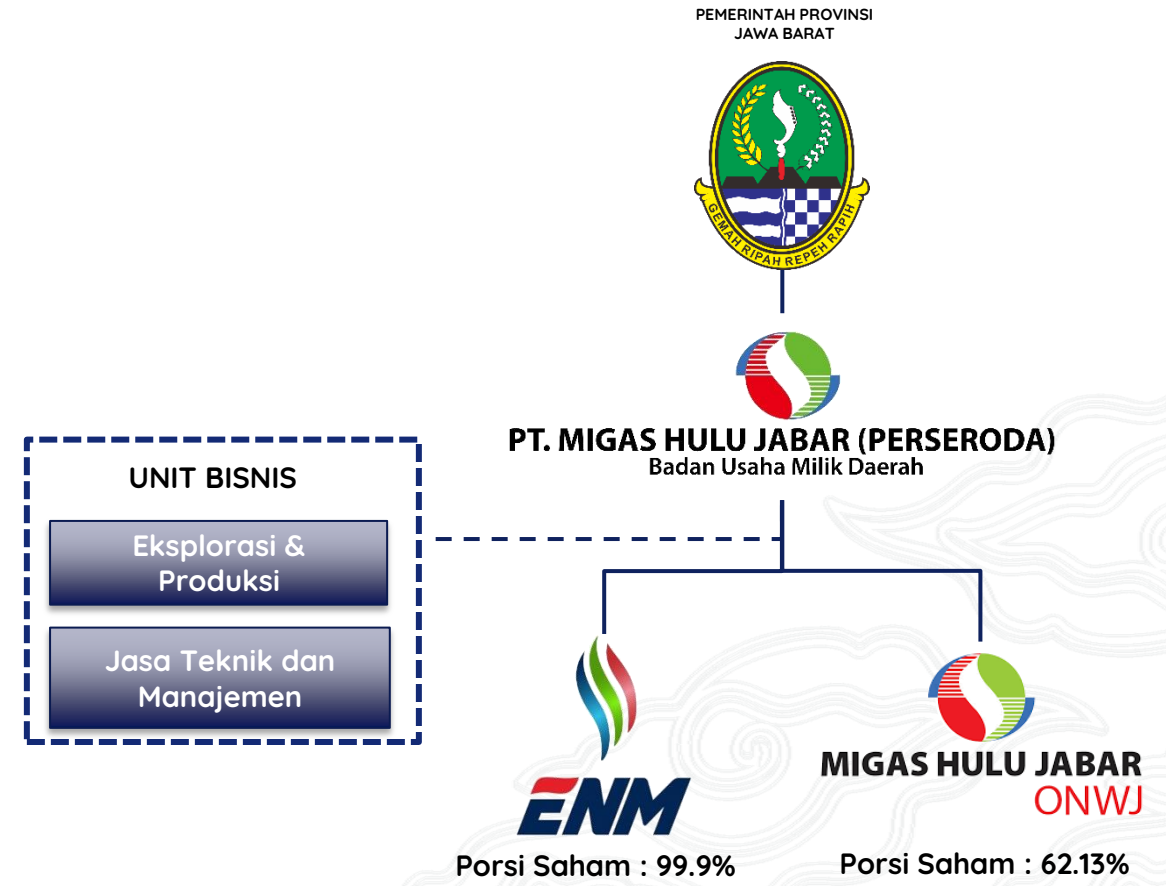 PEMERINTAH PROVINSI
JAWA BARAT
GEMAH RIPAH REPEH RAPIH
PT. MIGAS HULU JABAR (PERSERODA)
Badan Usaha Milik Daerah
UNIT BISNIS
Eksplorasi &
Produksi
Jasa Teknik dan
Manajemen
ENM
Porsi Saham : 99.9%
MIGAS HULU JABAR
ONWJ
Porsi Saham : 62.13%